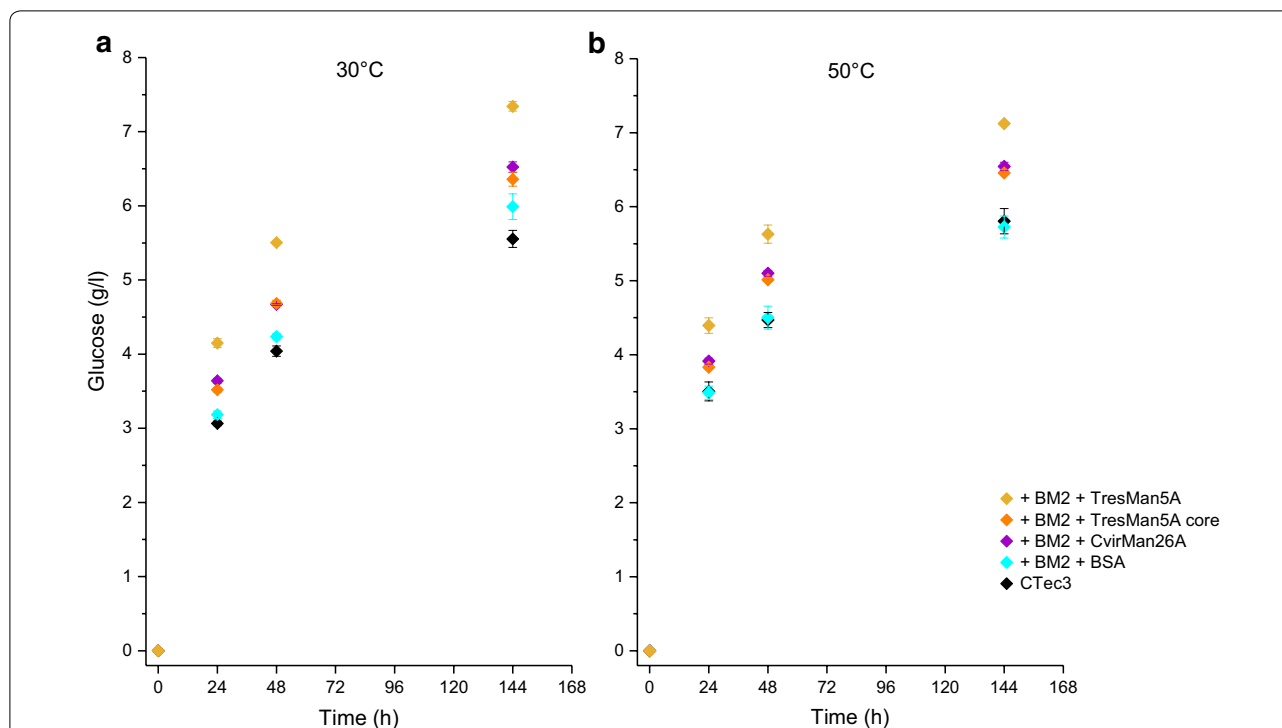 a
30°C
Glucose (g/l)
8
7
6
5
4
3
2
1
0
0 24 48 72 96 120 144 168
Time (h)
b
50°C
8
7
6
5
4
3
2
1
0
0 24 48 72 96 120 144 168
Time (h)
+ BM2 + TresMan5A
+ BM2 + TresMan5A core
+ BM2 + CvirMan26A
+ BM2 + BSA
CTec3